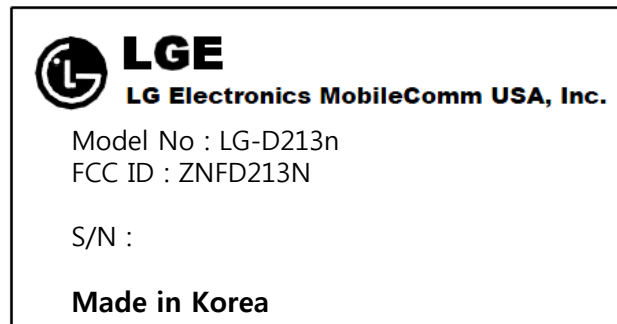 LGE
LG Electronics MobileComm USA, Inc.
Model No : LG-D213n
FCC ID : ZNFD213N
S/N :
Made in Korea